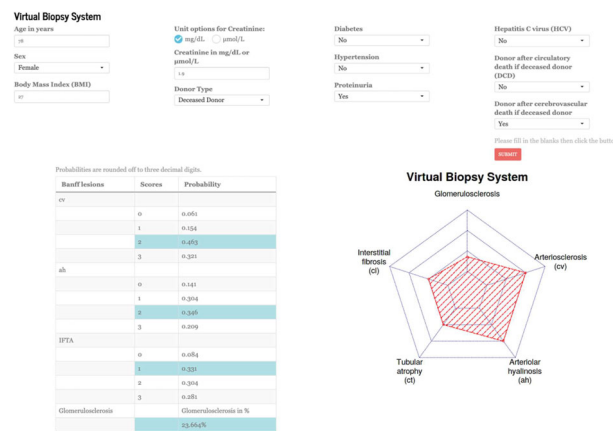 Virtual Biopsy System
Age in years
78
Sex
Female
Body Mass Index (BMI)
27
Unit options for Creatinine:
mg/dL
µmol/L
Creatinine in mg/dL or
µmol/L
1.9
Donor Type
Deceased Donor
Diabetes
No
Hypertension
No
Proteinuria
Yes
Hepatitis C virus (HCV)
No
Donor after circulatory
death if deceased donor
(DCD)
No
Donor after cerebrovascular
death if deceased donor
Yes
Please fill in the blanks then click the butto
SUBMIT
Probabilities are rounded off to three decimal digits.
Banff lesions Scores Probability
cv
0 0.061
1 0.154
2 0.463
3 0.321
ah
0 0.141
1 0.304
2 0.346
3 0.209
IFTA
0 0.084
1 0.331
2 0.304
3 0.281
Glomerulosclerosis Glomerulosclerosis in %
23.664%
Virtual Biopsy System
Glomerulosclerosis
Interstitial
fibrosis
(ci)
Arteriosclerosis
(cv)
Tubular
atrophy
(ct)
Arteriolar
hyalinosis
(ah)